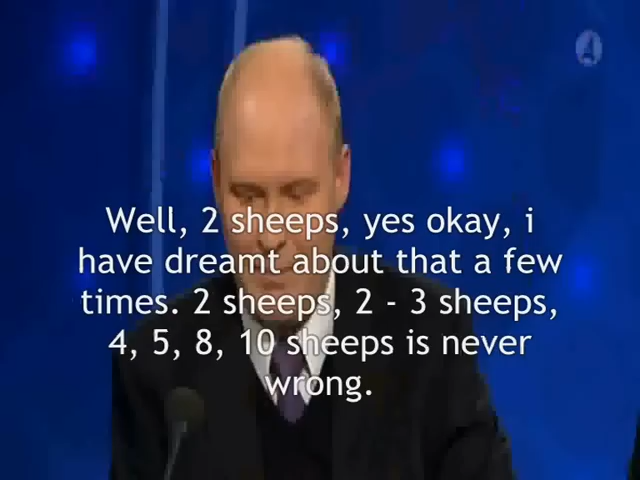 Well, 2 sheeps, yes okay, i
have dreamt about that a few
times. 2 sheeps, 2 - 3 sheeps,
4, 5, 8, 10 sheeps is never
wrong.
4